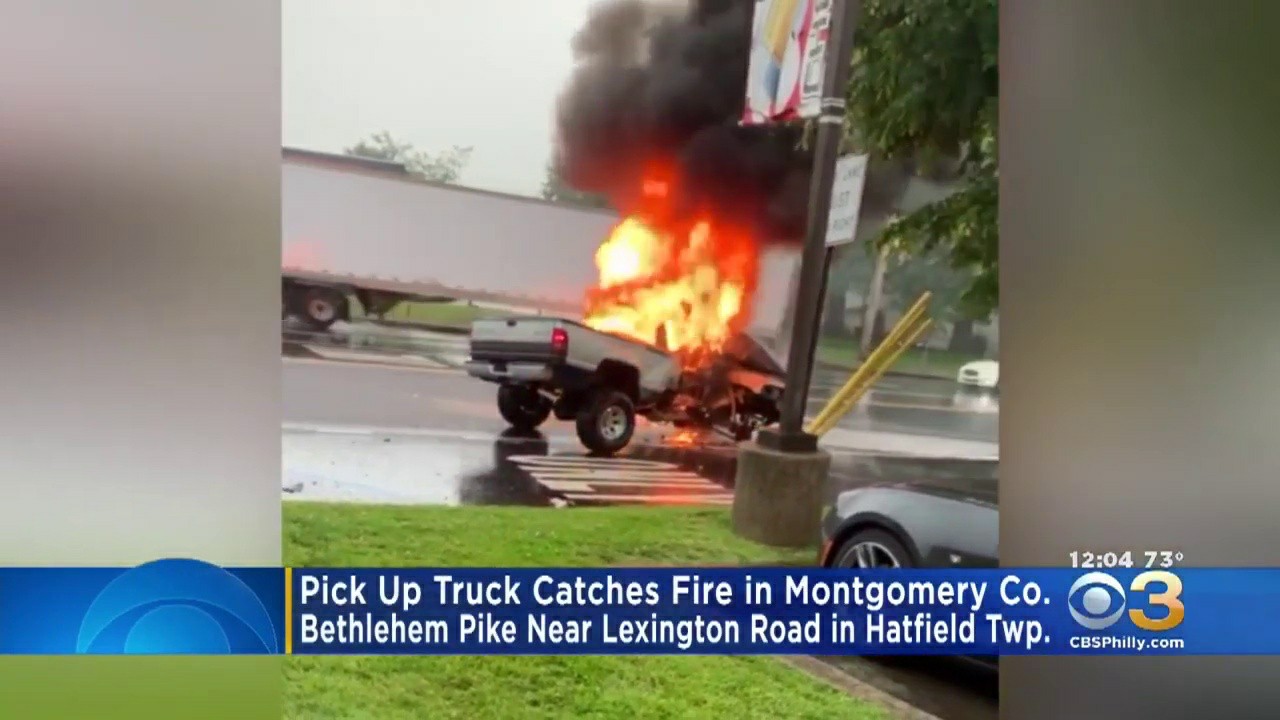 12:04 73°
Pick Up Truck Catches Fire in Montgomery Co.
Bethlehem Pike Near Lexington Road in Hatfield Twp.
3
CBSPhilly.com